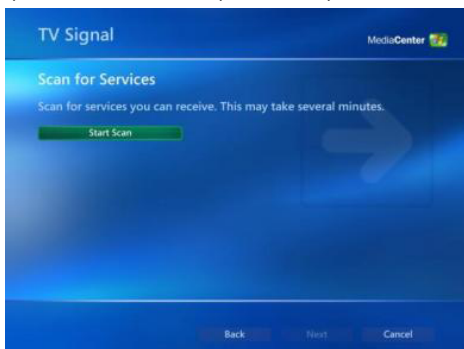 TV Signal
MediaCenter
Scan for Services
Scan for services you can receive. This may take several minutes.
Start Scan
Back Next Cancel